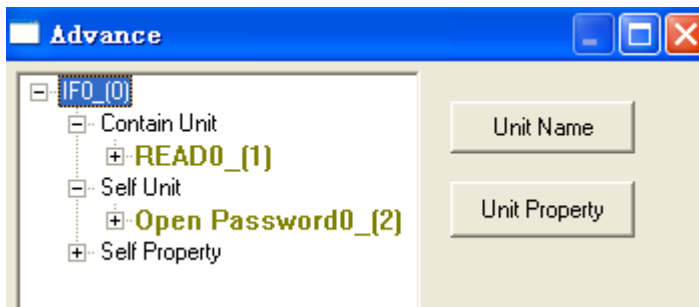 Advance
IF0_(0)
Contain Unit
READ0_(1)
Self Unit
Open Password0_(2)
Self Property
Unit Name
Unit Property